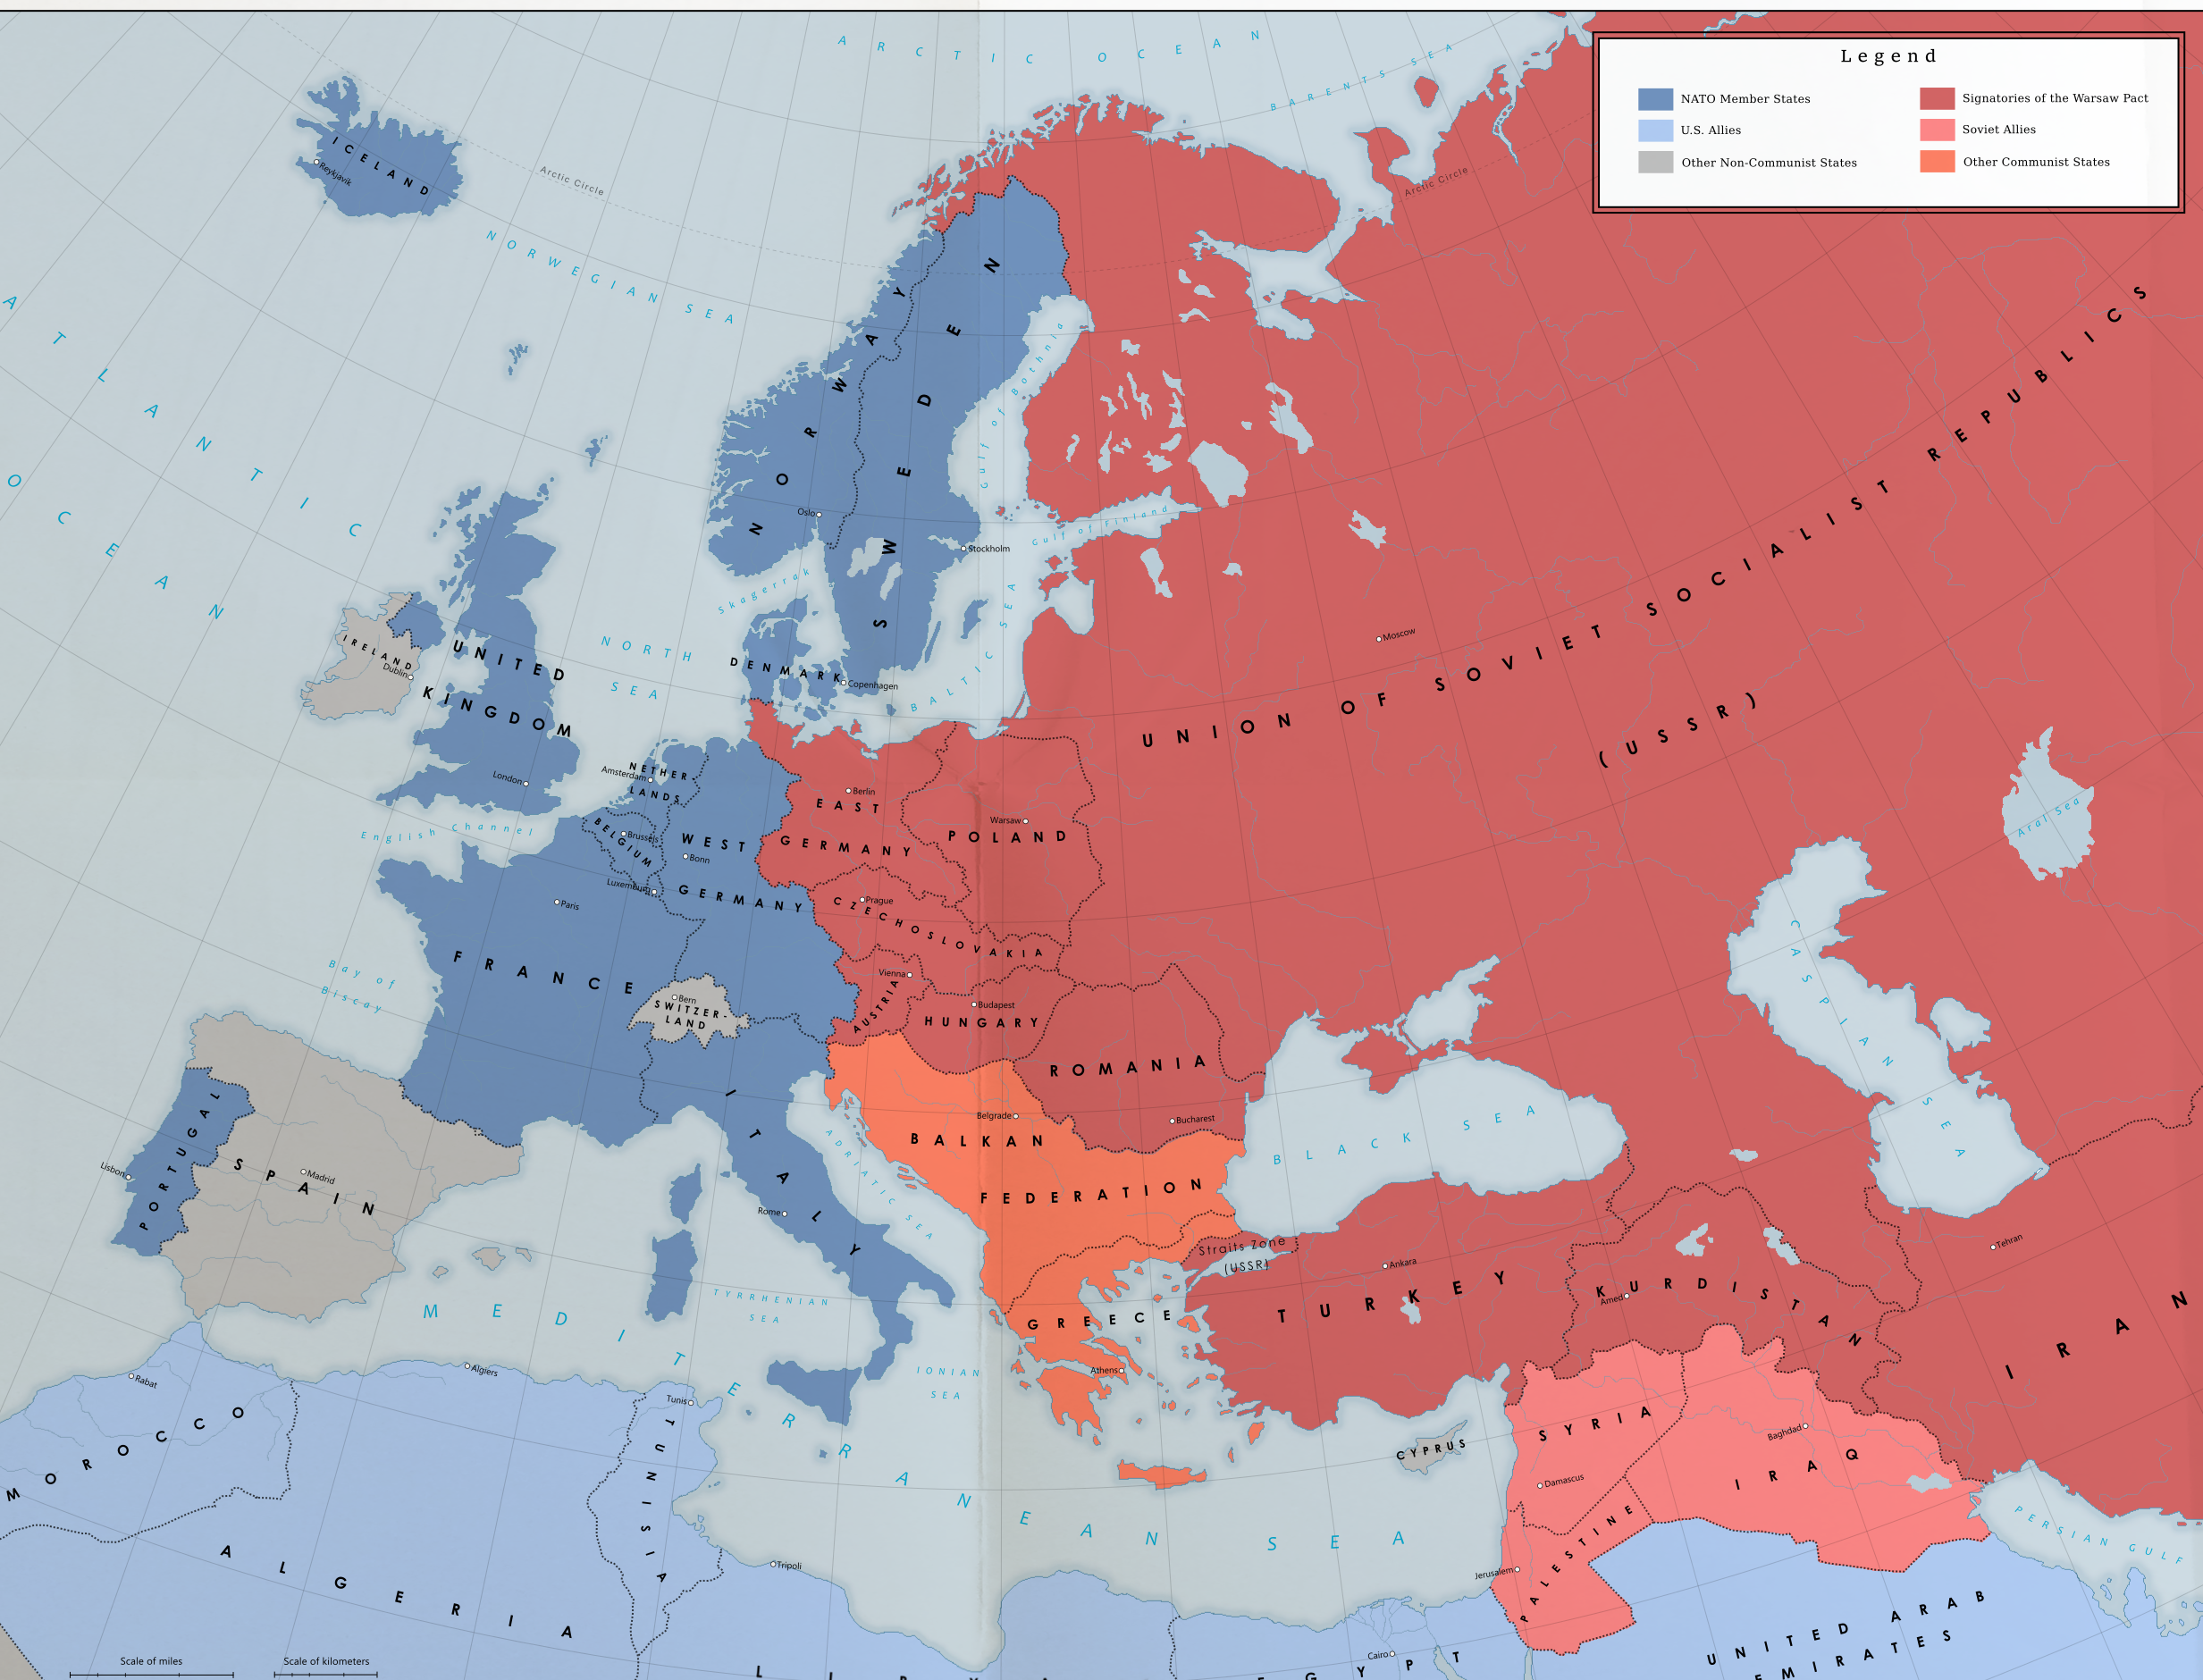 Legend
NATO Member States
U.S. Allies
Other Non-Communist States
Signatories of the Warsaw Pact
Soviet Allies
Other Communist States
ARCTIC OCEAN
BARENTS SEA
Arctic Circle
Arctic Circle
ICELAND
Reykjavik
NORWEGIAN SEA
ATLANTIC
OCEAN
NORWAY
Oslo
SWEDEN
Stockholm
Gulf of Bothnia
Gulf of Finland
Skagerrak
BALTIC SEA
NORTH
SEA
DENMARK
Copenhagen
IRELAND
Dublin
UNITED
KINGDOM
London
English Channel
UNION OF SOVIET SOCIALIST REPUBLICS
(USSR)
Moscow
Aral Sea
CASPIAN SEA
NETHER
LANDS
Amsterdam
BELGIUM
Brussels
Luxemburg
WEST
GERMANY
Bonn
EAST
GERMANY
Berlin
POLAND
Warsaw
CZECHOSLOVAKIA
Prague
AUSTRIA
Vienna
HUNGARY
Budapest
ROMANIA
Bucharest
FRANCE
Paris
Bay of
Biscay
SWITZER-
LAND
Bern
ITALY
Rome
ADRIATIC SEA
TYRRHENIAN
SEA
IONIAN
SEA
PORTUGAL
Lisbon
SPAIN
Madrid
BALKAN
FEDERATION
Belgrade
GREECE
Athens
BLACK SEA
Straits Zone
(USSR)
TURKEY
Ankara
KURDISTAN
Amed
IRAN
Tehran
CYPRUS
SYRIA
Damascus
IRAQ
Baghdad
PALESTINE
Jerusalem
PERSIAN GULF
UNITED ARAB
EMIRATES
MEDITERRANEAN SEA
MOROCCO
Rabat
ALGERIA
Algiers
TUNISIA
Tunis
Tripoli
EGYPT
Cairo
Scale of miles
Scale of kilometers